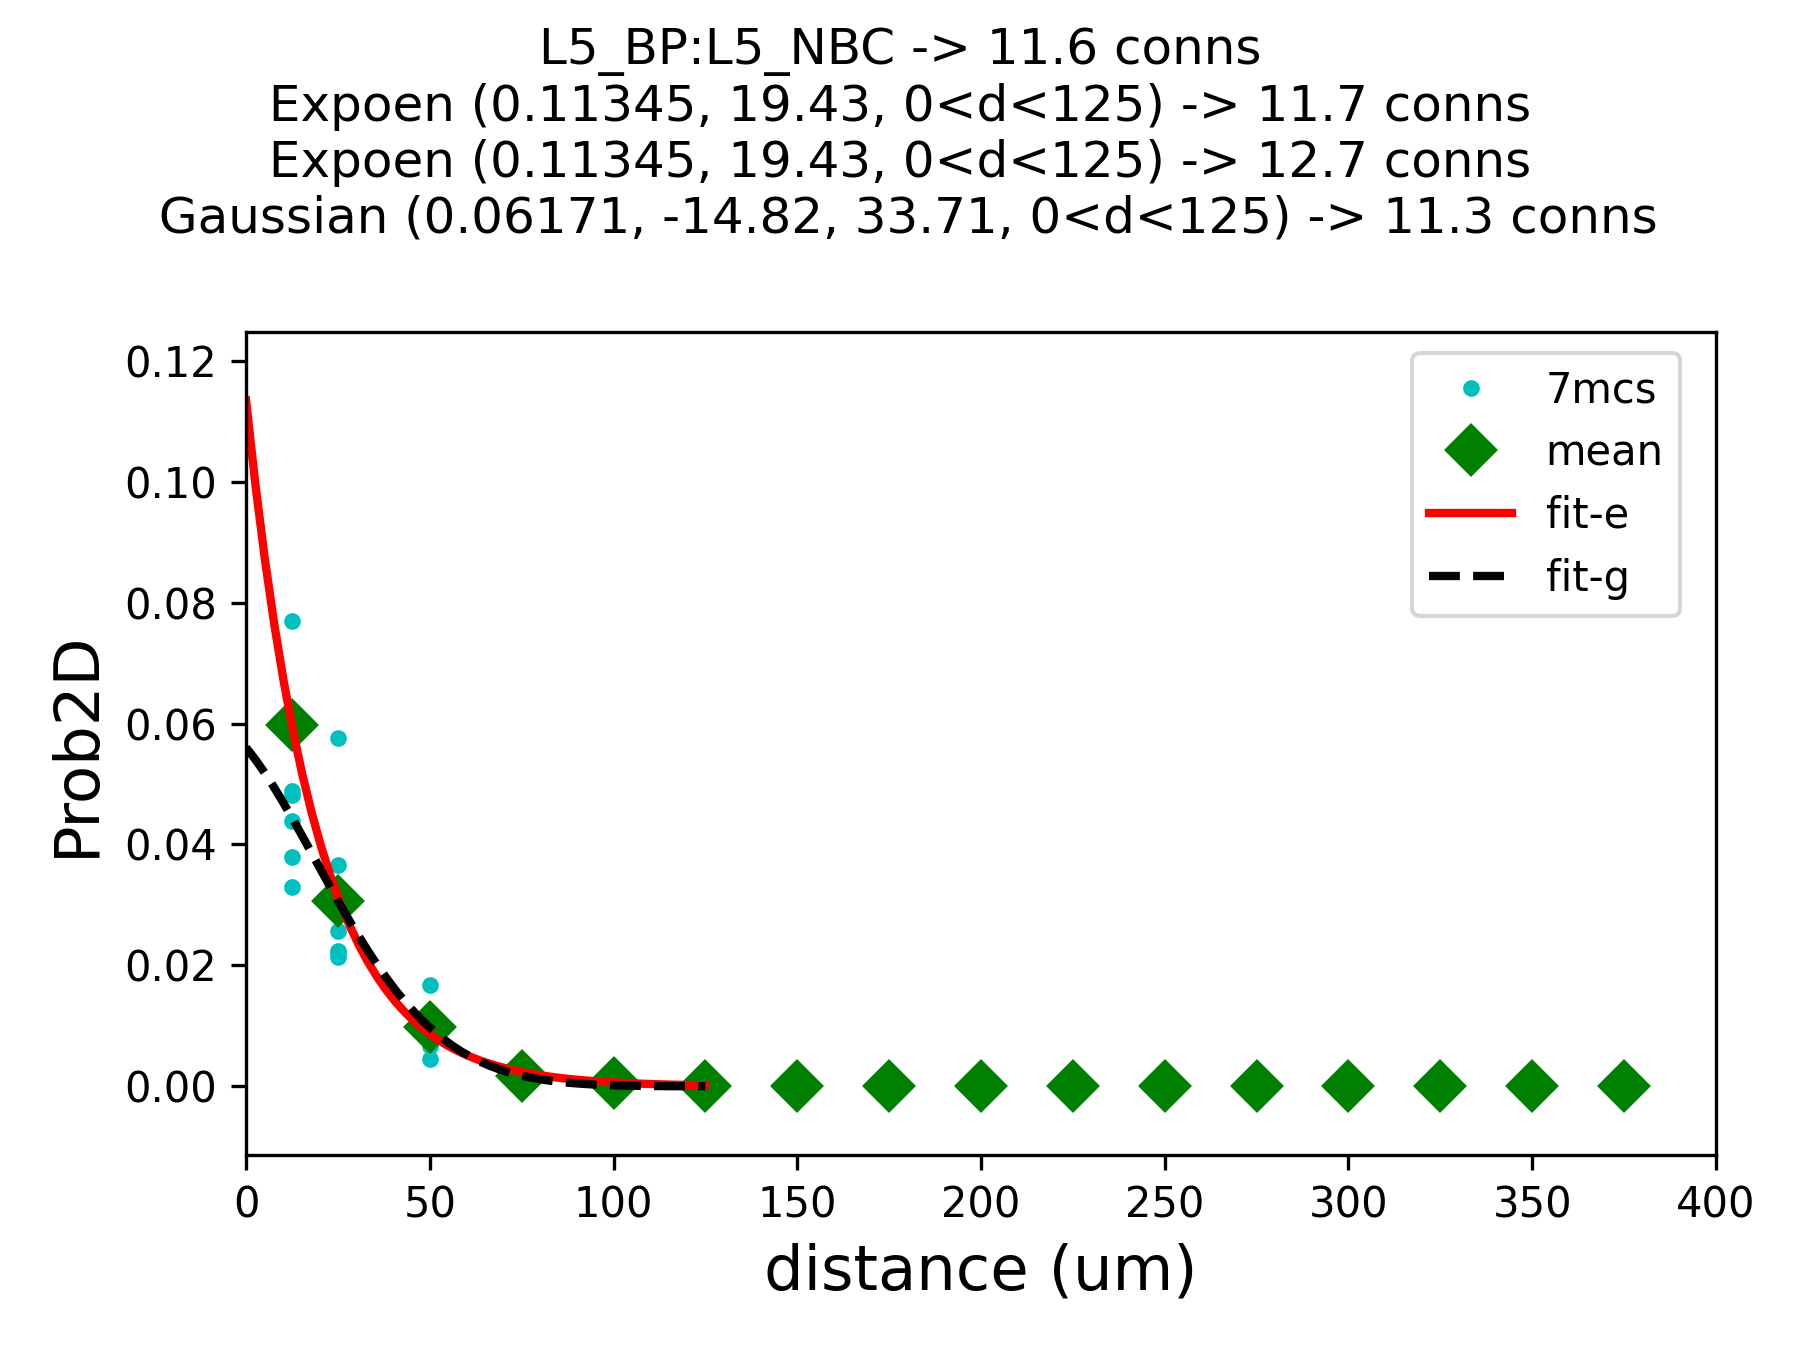 L5_BP:L5_NBC -> 11.6 conns
Expoen (0.11345, 19.43, 0<d<125) -> 11.7 conns
Expoen (0.11345, 19.43, 0<d<125) -> 12.7 conns
Gaussian (0.06171, -14.82, 33.71, 0<d<125) -> 11.3 conns
0.12
0.10
0.08
0.06
0.04
0.02
0.00
Prob2D
7mcs
mean
fit-e
fit-g
0 50 100 150 200 250 300 350 400
distance (um)